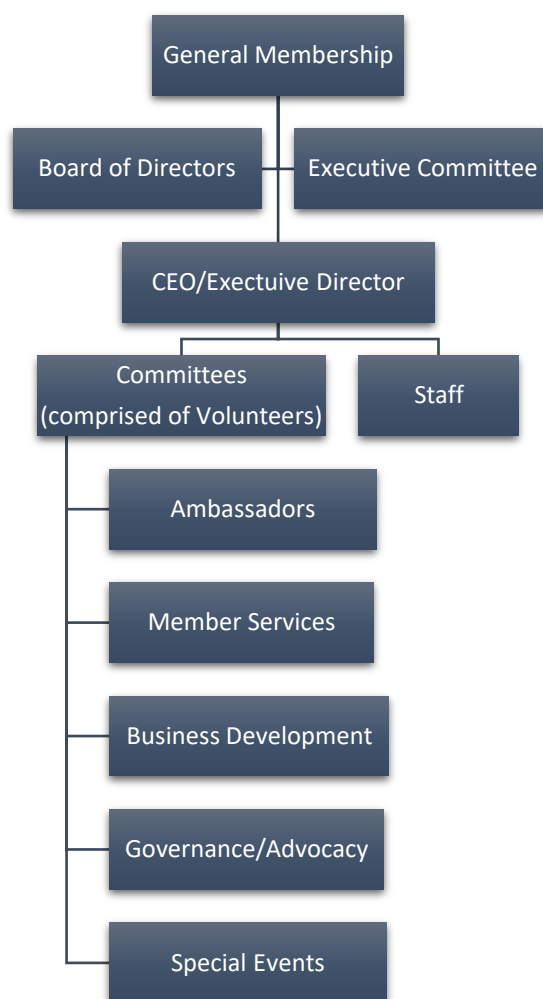 General Membership
Board of Directors
Executive Committee
CEO/Exectuive Director
Committees
(comprised of Volunteers)
Staff
Ambassadors
Member Services
Business Development
Governance/Advocacy
Special Events